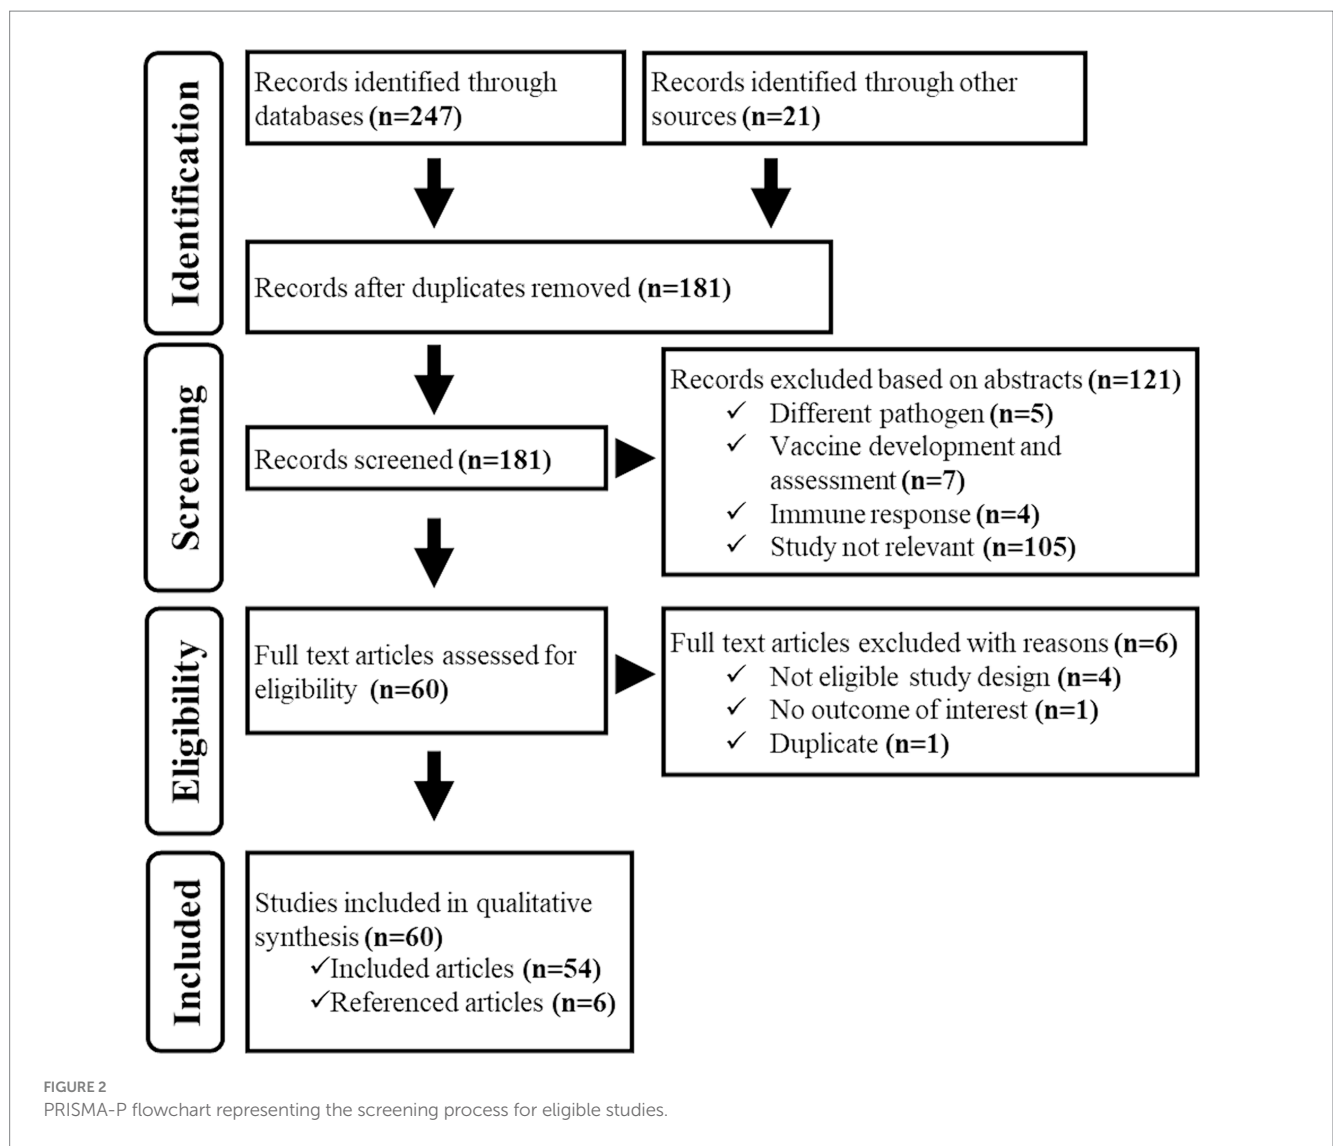 Identification
Records identified through
databases (n=247)
Records identified through other
sources (n=21)
Records after duplicates removed (n=181)
Screening
Records screened (n=181)
Records excluded based on abstracts (n=121)
✓ Different pathogen (n=5)
✓ Vaccine development and
assessment (n=7)
✓ Immune response (n=4)
✓ Study not relevant (n=105)
Eligibility
Full text articles assessed for
eligibility (n=60)
Full text articles excluded with reasons (n=6)
✓ Not eligible study design (n=4)
✓ No outcome of interest (n=1)
✓ Duplicate (n=1)
Included
Studies included in qualitative
synthesis (n=60)
✓Included articles (n=54)
✓Referenced articles (n=6)
FIGURE 2
PRISMA-P flowchart representing the screening process for eligible studies.